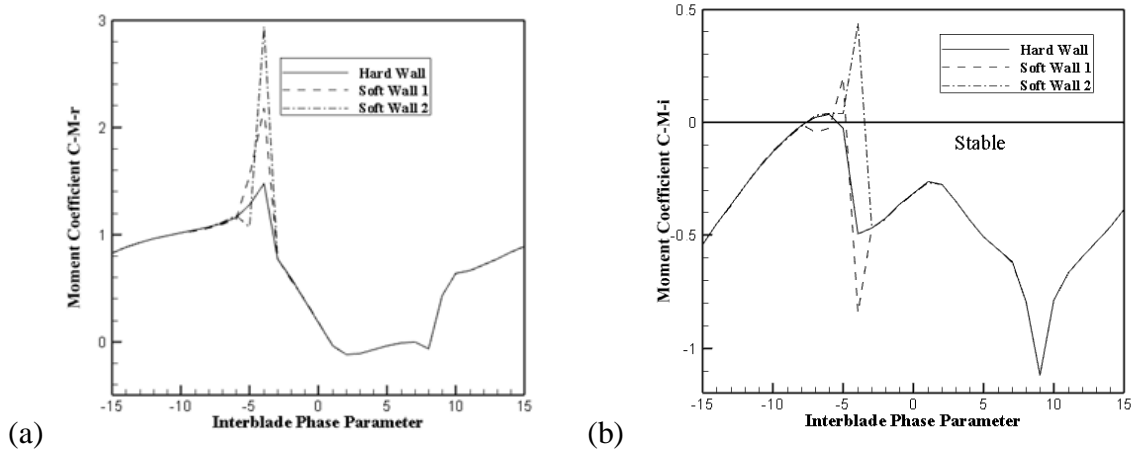 3
2
1
0
Moment Coefficient C-M-r
Hard Wall
Soft Wall 1
Soft Wall 2
-15 -10 -5 0 5 10 15
Interblade Phase Parameter
(a)
0.5
0
-0.5
-1
Moment Coefficient C-M-i
Hard Wall
Soft Wall 1
Soft Wall 2
Stable
-15 -10 -5 0 5 10 15
Interblade Phase Parameter
(b)